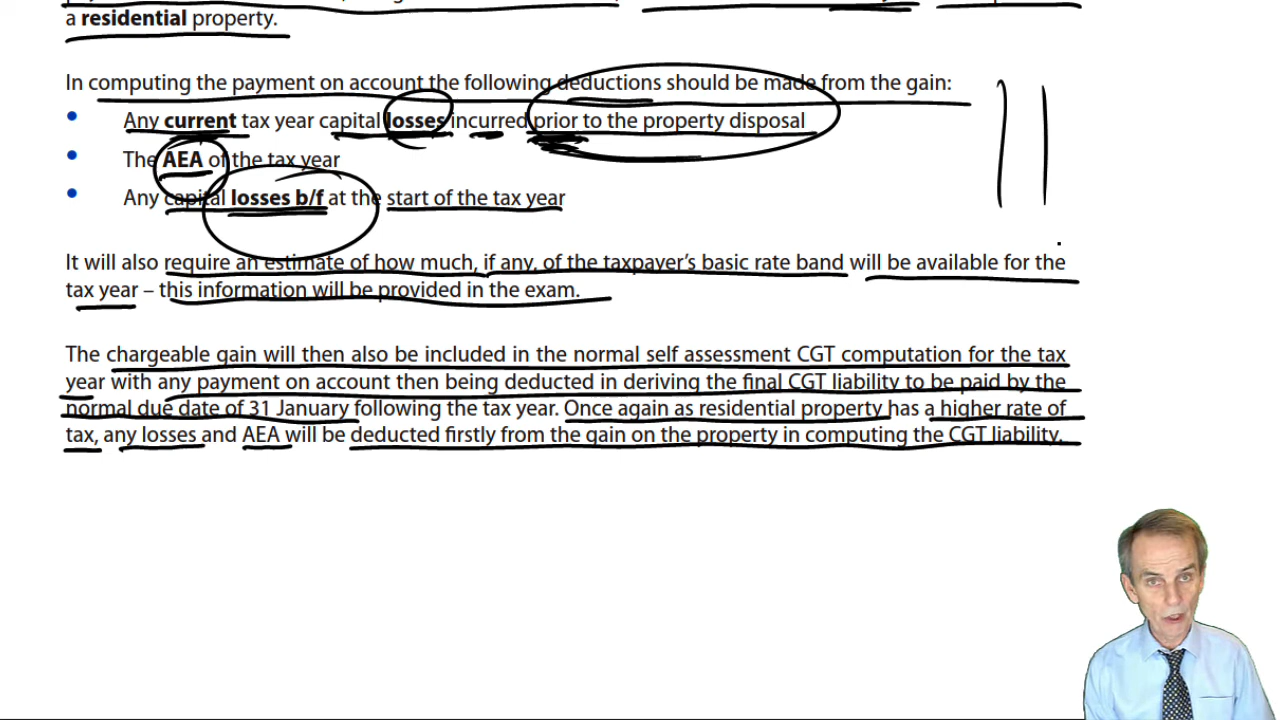 a residential property.
In computing the payment on account the following deductions should be made from the gain:
• Any current tax year capital losses incurred prior to the property disposal
• The AEA of the tax year
• Any capital losses b/f at the start of the tax year
It will also require an estimate of how much, if any, of the taxpayer's basic rate band will be available for the
tax year – this information will be provided in the exam.
The chargeable gain will then also be included in the normal self assessment CGT computation for the tax
year with any payment on account then being deducted in deriving the final CGT liability to be paid by the
normal due date of 31 January following the tax year. Once again as residential property has a higher rate of
tax, any losses and AEA will be deducted firstly from the gain on the property in computing the CGT liability.